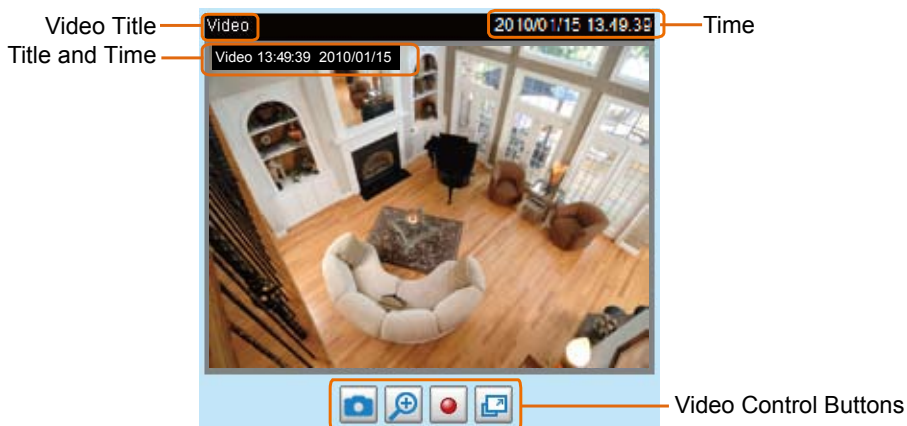 Video Title
Video
2010/01/15 13.49.39
Time
Title and Time
Video 13:49:39 2010/01/15
Video Control Buttons